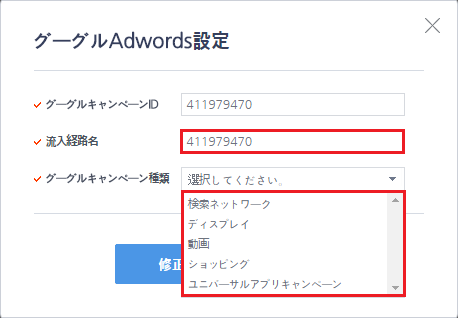 グーグルAdwords設定
グーグルキャンペーンID 411979470
流入経路名 411979470
グーグルキャンペーン種類 選択してください。
検索ネットワーク
ディスプレイ
動画
ショッピング
修正
ユニバーサルアプリキャンペーン